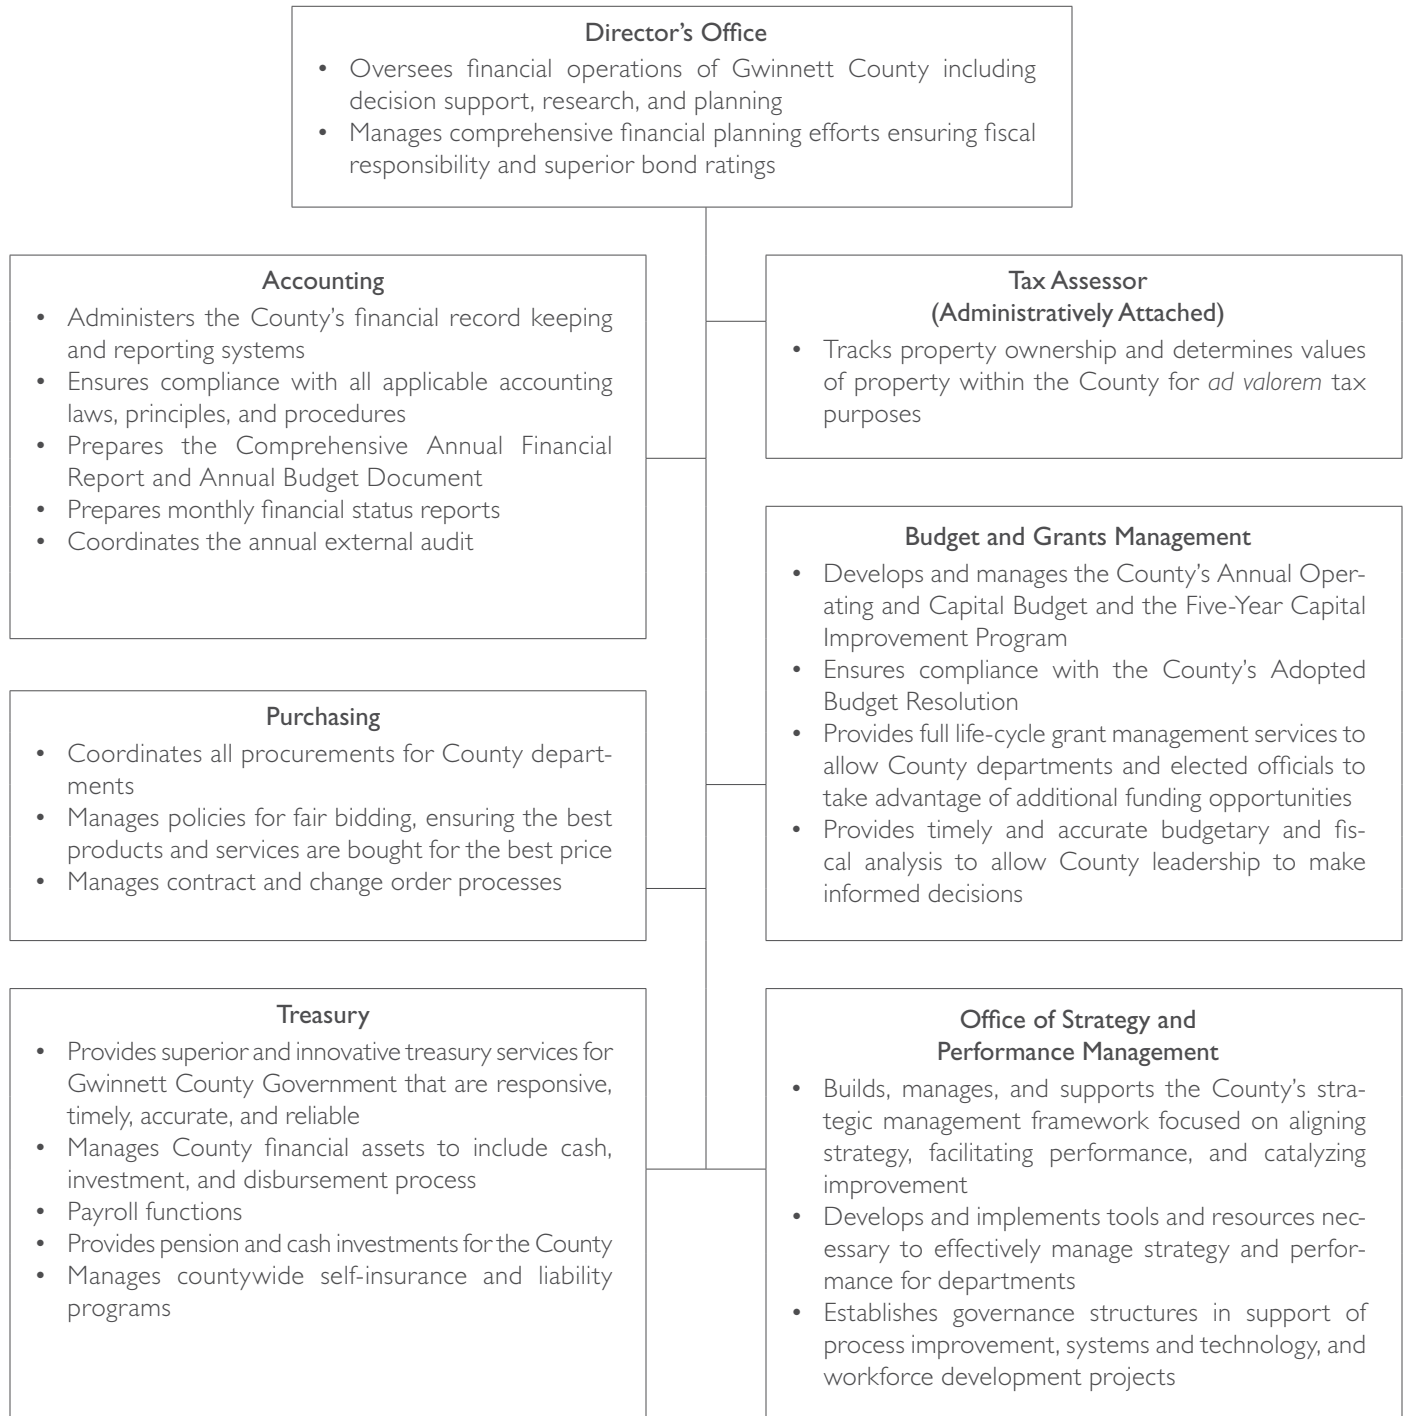 Director’s Office
• Oversees financial operations of Gwinnett County including
decision support, research, and planning
• Manages comprehensive financial planning efforts ensuring fiscal
responsibility and superior bond ratings
Accounting
• Administers the County’s financial record keeping
and reporting systems
• Ensures compliance with all applicable accounting
laws, principles, and procedures
• Prepares the Comprehensive Annual Financial
Report and Annual Budget Document
• Prepares monthly financial status reports
• Coordinates the annual external audit
Tax Assessor
(Administratively Attached)
• Tracks property ownership and determines values
of property within the County for ad valorem tax
purposes
Budget and Grants Management
• Develops and manages the County’s Annual Oper-
ating and Capital Budget and the Five-Year Capital
Improvement Program
• Ensures compliance with the County’s Adopted
Budget Resolution
• Provides full life-cycle grant management services to
allow County departments and elected officials to
take advantage of additional funding opportunities
• Provides timely and accurate budgetary and fis-
cal analysis to allow County leadership to make
informed decisions
Purchasing
• Coordinates all procurements for County depart-
ments
• Manages policies for fair bidding, ensuring the best
products and services are bought for the best price
• Manages contract and change order processes
Treasury
• Provides superior and innovative treasury services for
Gwinnett County Government that are responsive,
timely, accurate, and reliable
• Manages County financial assets to include cash,
investment, and disbursement process
• Payroll functions
• Provides pension and cash investments for the County
• Manages countywide self-insurance and liability
programs
Office of Strategy and
Performance Management
• Builds, manages, and supports the County’s stra-
tegic management framework focused on aligning
strategy, facilitating performance, and catalyzing
improvement
• Develops and implements tools and resources nec-
essary to effectively manage strategy and perfor-
mance for departments
• Establishes governance structures in support of
process improvement, systems and technology, and
workforce development projects